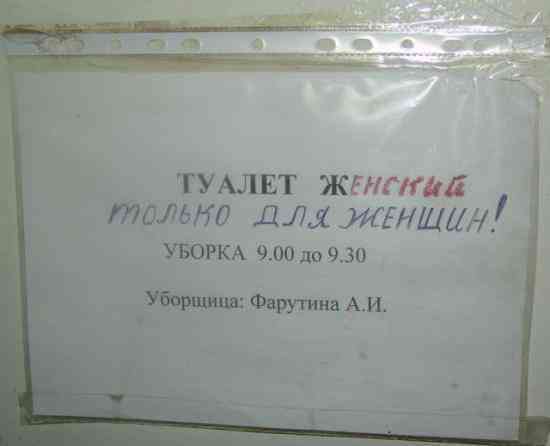 ТУАЛЕТ ЖЕНСКИЙ
ТОЛЬКО ДЛЯ ЖЕНЩИН!
УБОРКА 9.00 до 9.30
Уборщица: Фарутина А.И.